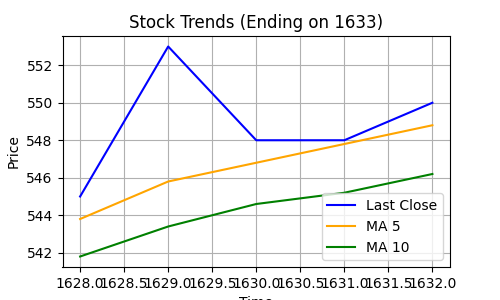 Stock Trends (Ending on 1633)
Price
552
550
548
546
544
542
Last Close
MA 5
MA 10
1628.0 1628.5 1629.0 1629.5 1630.0 1630.5 1631.0 1631.5 1632.0
Time